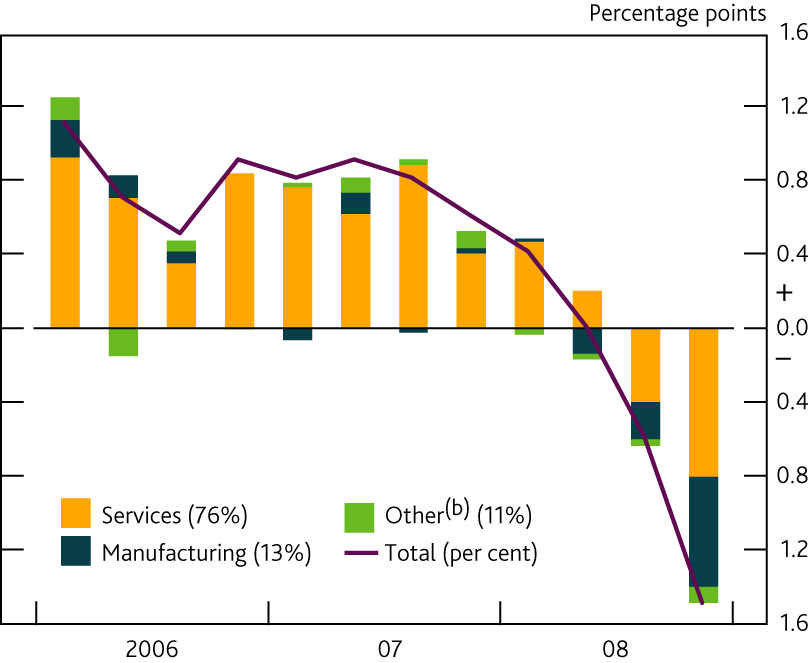 Percentage points
1.6
1.2
0.8
0.4
+
0.0
–
0.4
0.8
1.2
1.6
Services (76%)
Other(b) (11%)
Manufacturing (13%)
Total (per cent)
2006
07
08